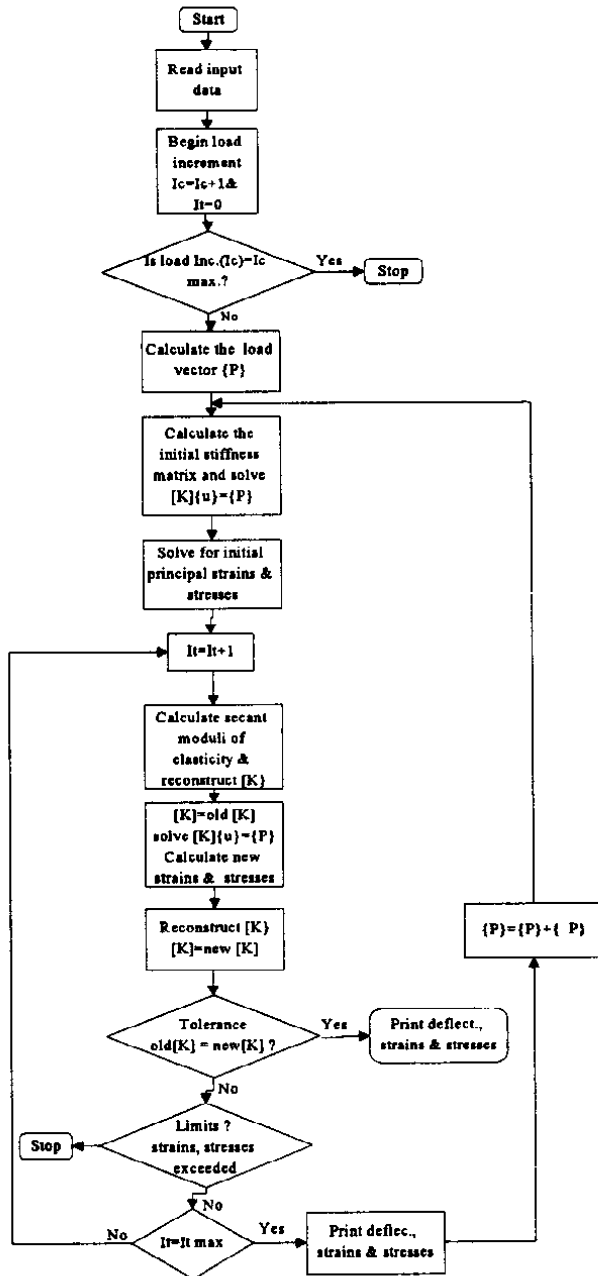 Start
Read input
data
Begin load
increment
Ic=Ic+1&
It=0
Is load Inc.(Ic)=Ic
max.?
Yes
Stop
No
Calculate the load
vector {P}
Calculate the
initial stiffness
matrix and solve
[K]{u}={P}
Solve for initial
principal strains &
stresses
It=It+1
Calculate secant
moduli of
elasticity &
reconstruct [K}
[K]=old [K]
solve [K]{u}={P}
Calculate new
strains & stresses
Reconstruct [K}
[K]=new [K]
{P}={P}+{ P}
Tolerance
old[K] = new[K] ?
Yes
Print deflect.,
strains & stresses
No
Limits ?
strains, stresses
exceeded
Stop
No
It=It max
No
Yes
Print deflec.,
strains & stresses